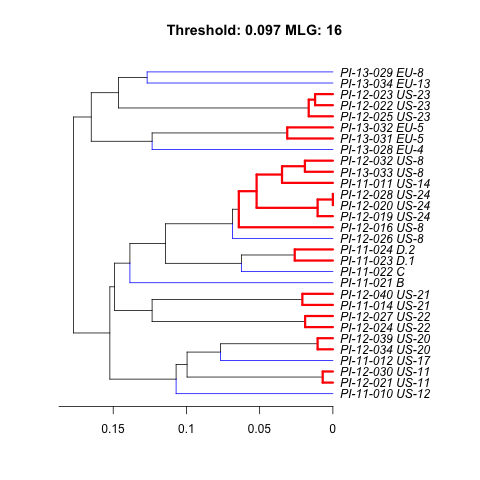 Threshold: 0.097 MLG: 16
PI-13-029 EU-8
PI-13-034 EU-13
PI-12-023 US-23
PI-12-022 US-23
PI-12-025 US-23
PI-13-032 EU-5
PI-13-031 EU-5
PI-13-028 EU-4
PI-12-032 US-8
PI-13-033 US-8
PI-11-011 US-14
PI-12-028 US-24
PI-12-020 US-24
PI-12-019 US-24
PI-12-016 US-8
PI-12-026 US-8
PI-11-024 D.2
PI-11-023 D.1
PI-11-022 C
PI-11-021 B
PI-12-040 US-21
PI-11-014 US-21
PI-12-027 US-22
PI-12-024 US-22
PI-12-039 US-20
PI-12-034 US-20
PI-11-012 US-17
PI-12-030 US-11
PI-12-021 US-11
PI-11-010 US-12
0.15 0.1 0.05 0